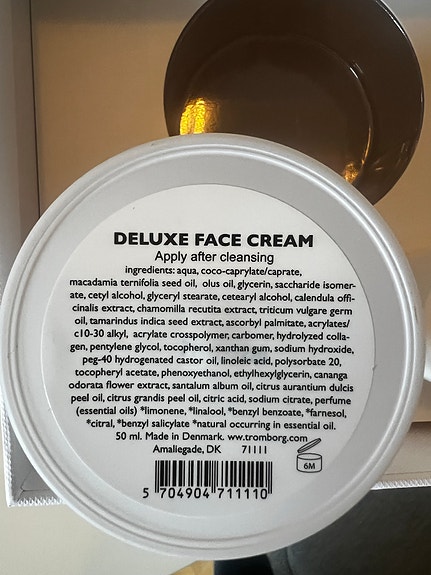 DELUXE FACE CREAM
Apply after cleansing
ingredients: aqua, coco-caprylate/caprate,
macadamia ternifolia seed oil, olus oil, glycerin, saccharide isomer-
ate, cetyl alcohol, glyceryl stearate, cetearyl alcohol, calendula offi-
cinalis extract, chamomilla recutita extract, triticum vulgare germ
oil, tamarindus indica seed extract, ascorbyl palmitate, acrylates/
c10-30 alkyl, acrylate crosspolymer, carbomer, hydrolyzed colla-
gen, pentylene glycol, tocopherol, xanthan gum, sodium hydroxide,
peg-40 hydrogenated castor oil, linoleic acid, polysorbate 20,
tocopheryl acetate, phenoxyethanol, ethylhexylglycerin, cananga
odorata flower extract, santalum album oil, citrus aurantium dulcis
peel oil, citrus grandis peel oil, citric acid, sodium citrate, perfume
(essential oils) *limonene, *linalool, *benzyl benzoate, *farnesol,
*citral, *benzyl salicylate *natural occurring in essential oil.
50 ml. Made in Denmark. www.tromborg.com
Amaliegade, DK 71111
6M
5 704904 711110